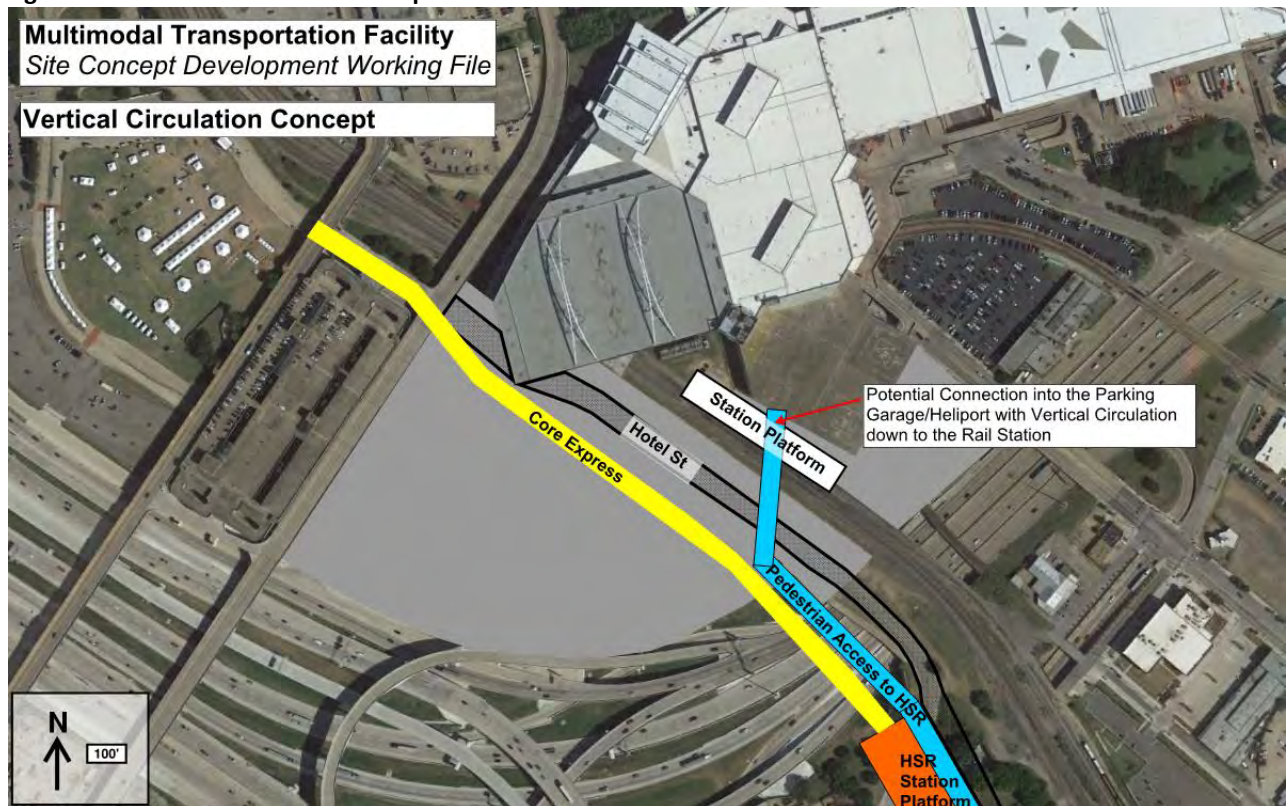 Multimodal Transportation Facility
Site Concept Development Working File
Vertical Circulation Concept
Core Express
Hotel St
Station Platform
Potential Connection into the Parking
Garage/Heliport with Vertical Circulation
down to the Rail Station
Pedestrian Access to HSR
HSR
Station
Platform
N
100'